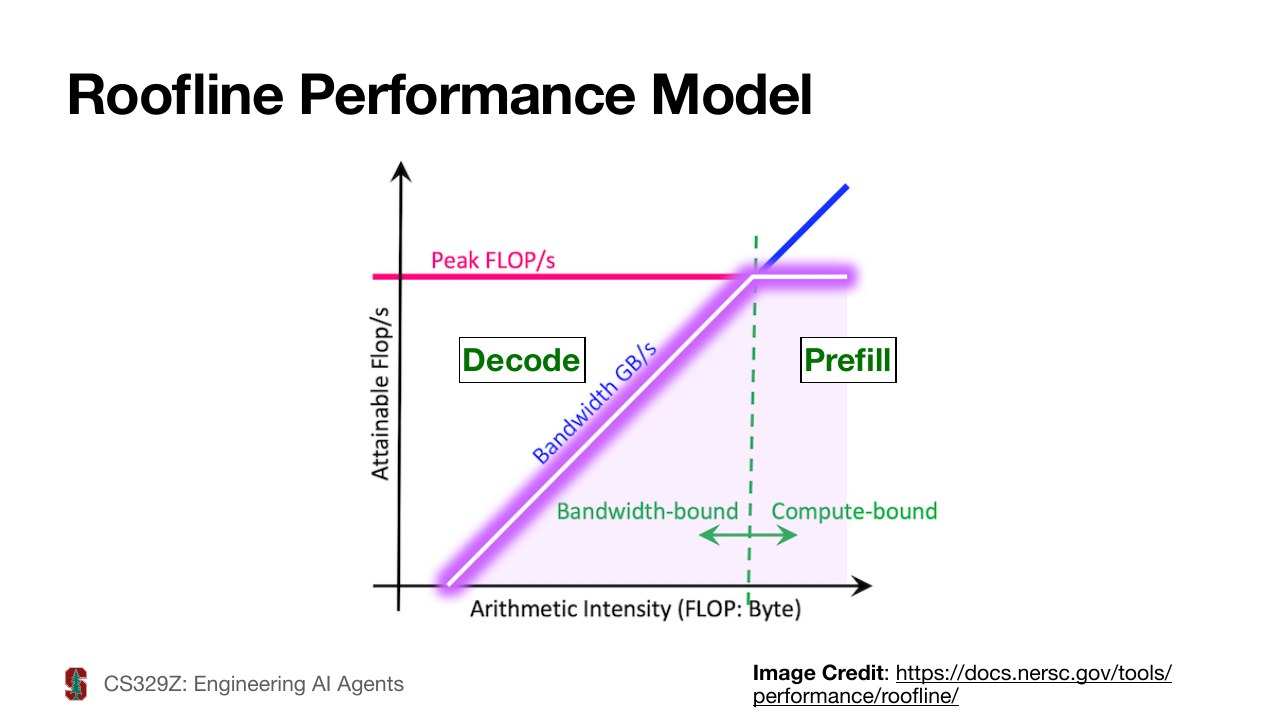 Roofline Performance Model
Peak FLOP/s
Attainable Flop/s
Decode
Bandwidth GB/s
Prefill
Bandwidth-bound
Compute-bound
Arithmetic Intensity (FLOP: Byte)
CS329Z: Engineering AI Agents
Image Credit: https://docs.nersc.gov/tools/
performance/roofline/